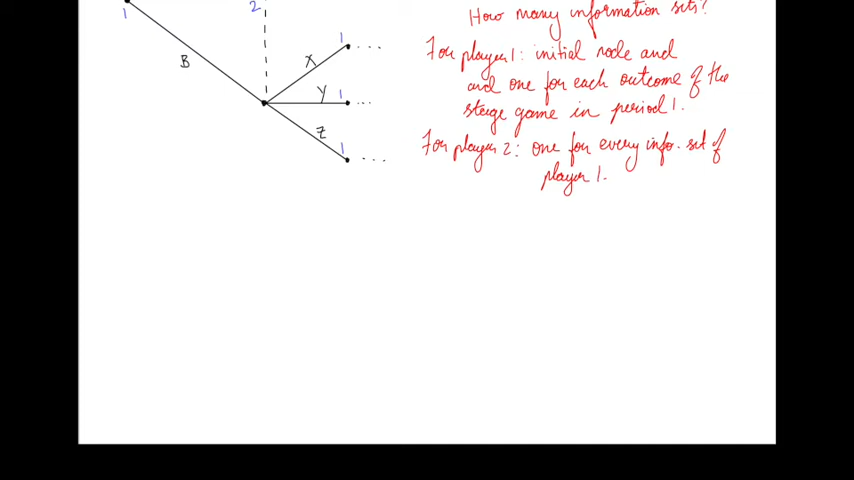 How many information sets?
2
1
1
...
For player 1: initial node and
X
B
and one for each outcome of the
Y
1
...
stage game in period 1.
Z
1
...
For player 2: one for every info. set of
player 1.